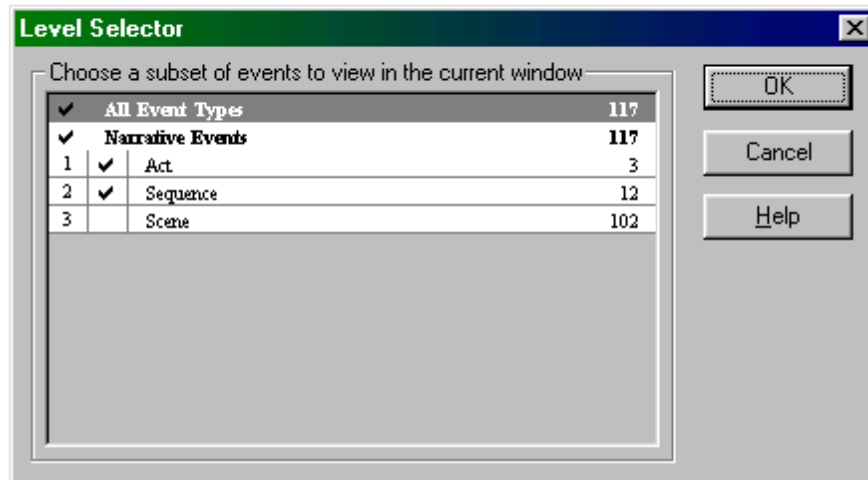 Level Selector
Choose a subset of events to view in the current window
All Event Types 117
Narrative Events 117
1 Act 3
2 Sequence 12
3 Scene 102
OK
Cancel
Help